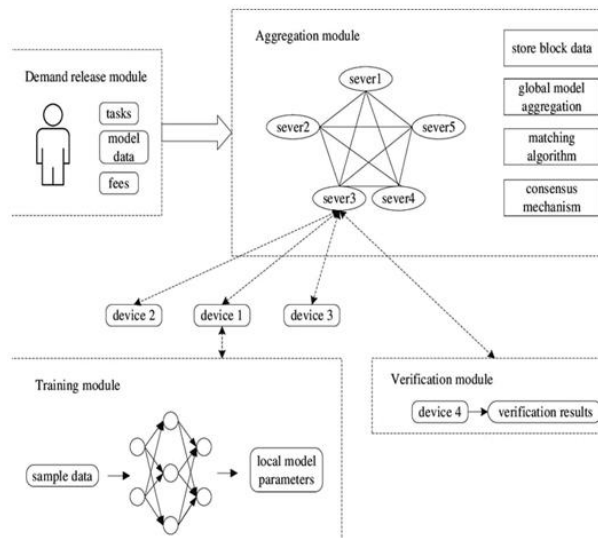 Aggregation module
Demand release module
tasks
model
data
fees
sever1
sever2
sever5
sever3
sever4
store block data
global model
aggregation
matching
algorithm
consensus
mechanism
device 2
device 1
device 3
Training module
sample data
local model
parameters
Verification module
device 4
verification results